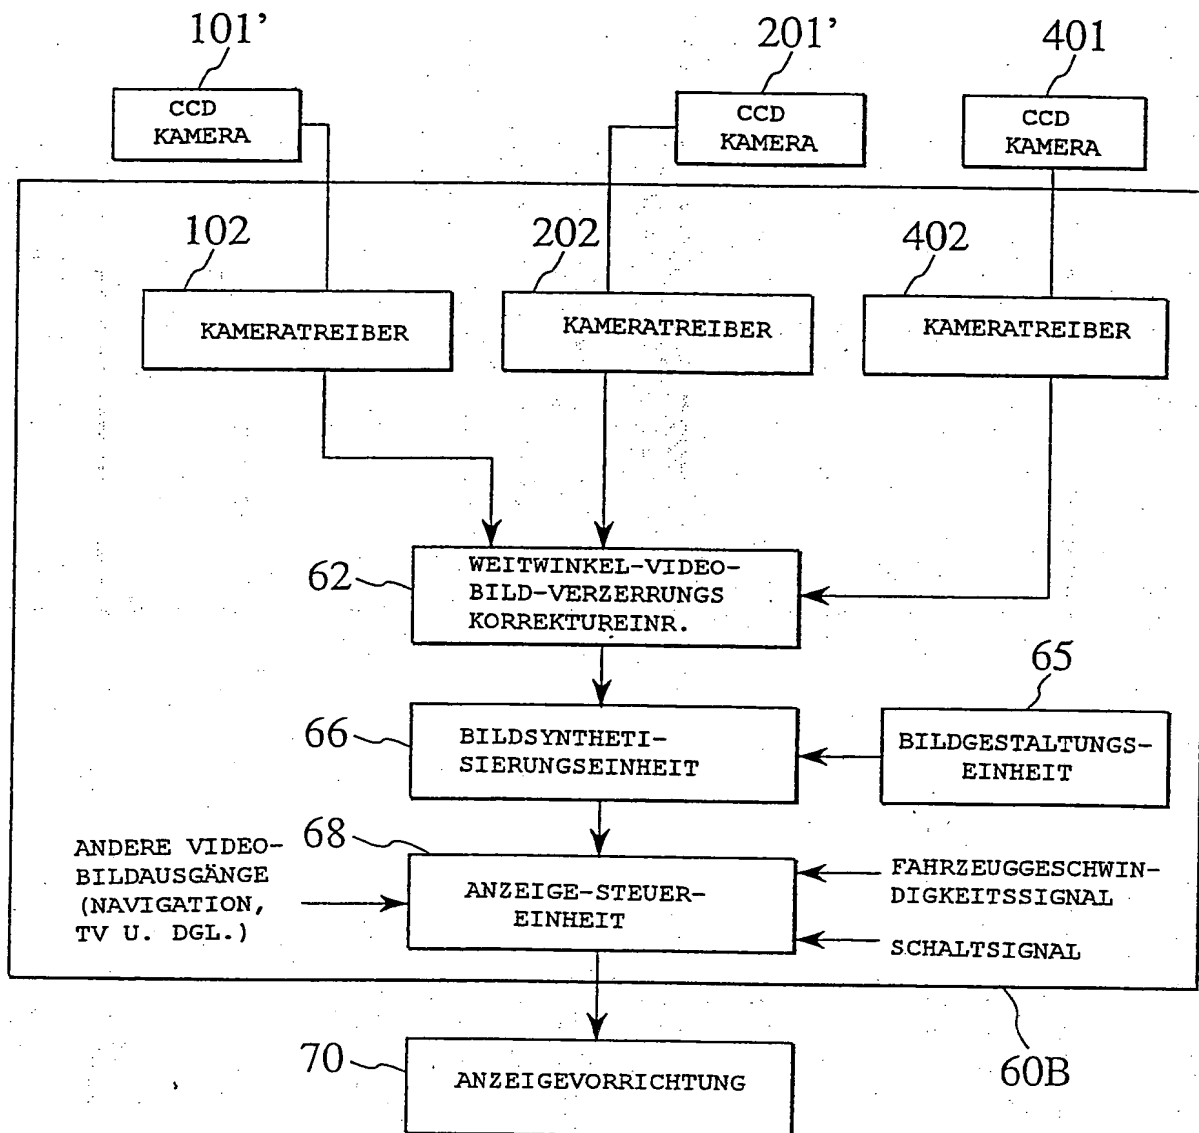 101’
201’
401
CCD
KAMERA
CCD
KAMERA
CCD
KAMERA
102
202
402
KAMERATREIBER
KAMERATREIBER
KAMERATREIBER
62
WEITWINKEL-VIDEO-
BILD-VERZERRUNGS
KORREKTUREINR.
65
66
BILDSYNTHETI-
SIERUNGSEINHEIT
BILDGESTALTUNGS-
EINHEIT
68
ANDERE VIDEO-
BILDAUSGÄNGE
(NAVIGATION,
TV U. DGL.)
ANZEIGE-STEUER-
EINHEIT
FAHRZEUGGESCHWIN-
DIGKEITSSIGNAL
SCHALTSIGNAL
70
ANZEIGEVORRICHTUNG
60B